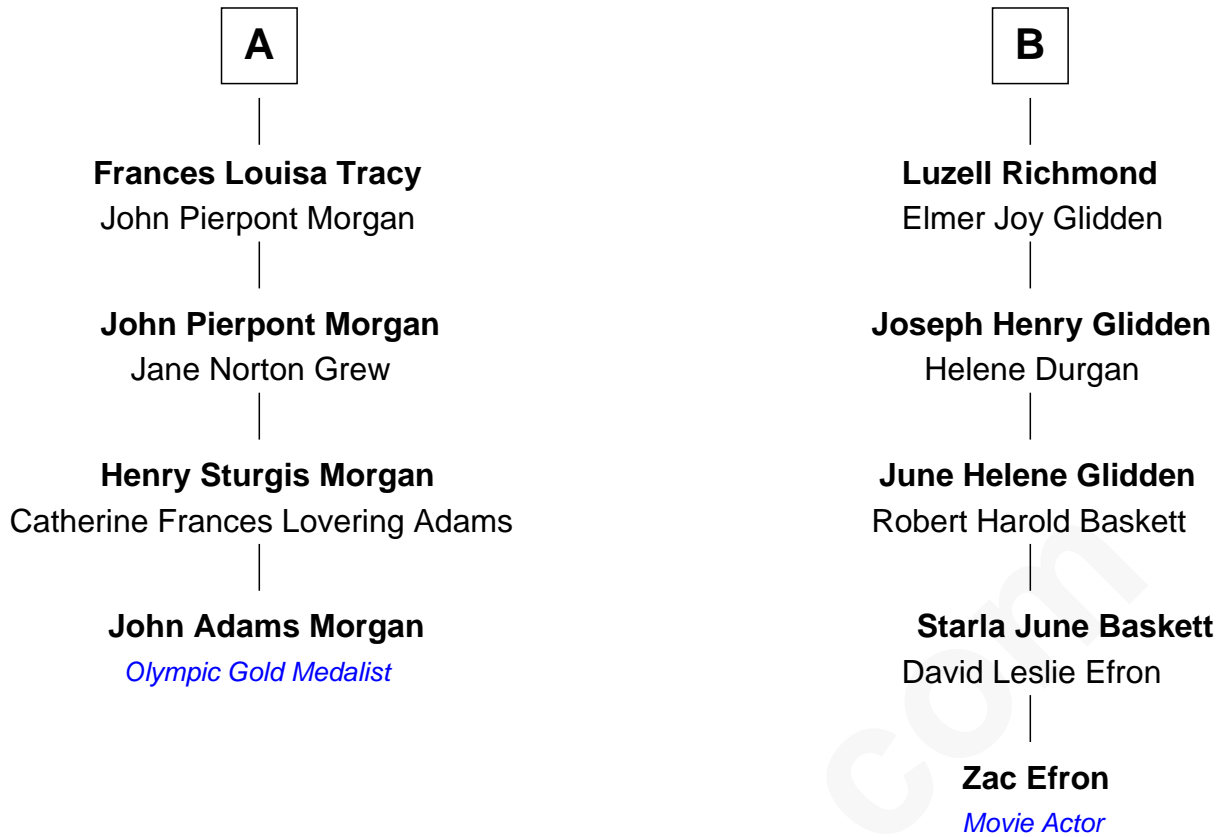 A
Frances Louisa Tracy
John Pierpont Morgan
John Pierpont Morgan
Jane Norton Grew
Henry Sturgis Morgan
Catherine Frances Lovering Adams
John Adams Morgan
Olympic Gold Medalist
B
Luzell Richmond
Elmer Joy Glidden
Joseph Henry Glidden
Helene Durgan
June Helene Glidden
Robert Harold Baskett
Starla June Baskett
David Leslie Efron
Zac Efron
Movie Actor
com